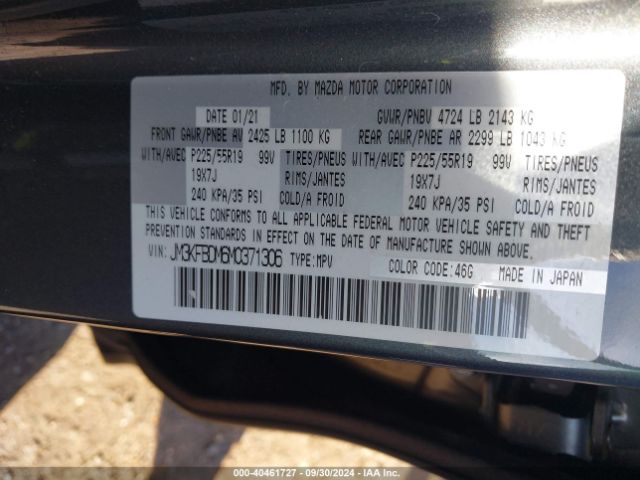 MFD. BY MAZDA MOTOR CORPORATION
DATE 01/21 GVWR/PNBV 4724 LB 2143 KG
FRONT GAWR/PNBE AV 2425 LB 1100 KG REAR GAWR/PNBE AR 2299 LB 1043 KG
WITH/AVEC P225/55R19 99V TIRES/PNEUS WITH/AVEC P225/55R19 99V TIRES/PNEUS
19X7J RIMS/JANTES 19X7J RIMS/JANTES
240 KPA/35 PSI COLD/A FROID 240 KPA/35 PSI COLD/A FROID
THIS VEHICLE CONFORMS TO ALL APPLICABLE FEDERAL MOTOR VEHICLE SAFETY AND THEFT
PREVENTION STANDARDS IN EFFECT ON THE DATE OF MANUFACTURE SHOWN ABOVE.
VIN: JM3KFBDM6M0371306 TYPE: MPV COLOR CODE: 46G MADE IN JAPAN
000-40461727 - 09/30/2024 - IAA Inc.